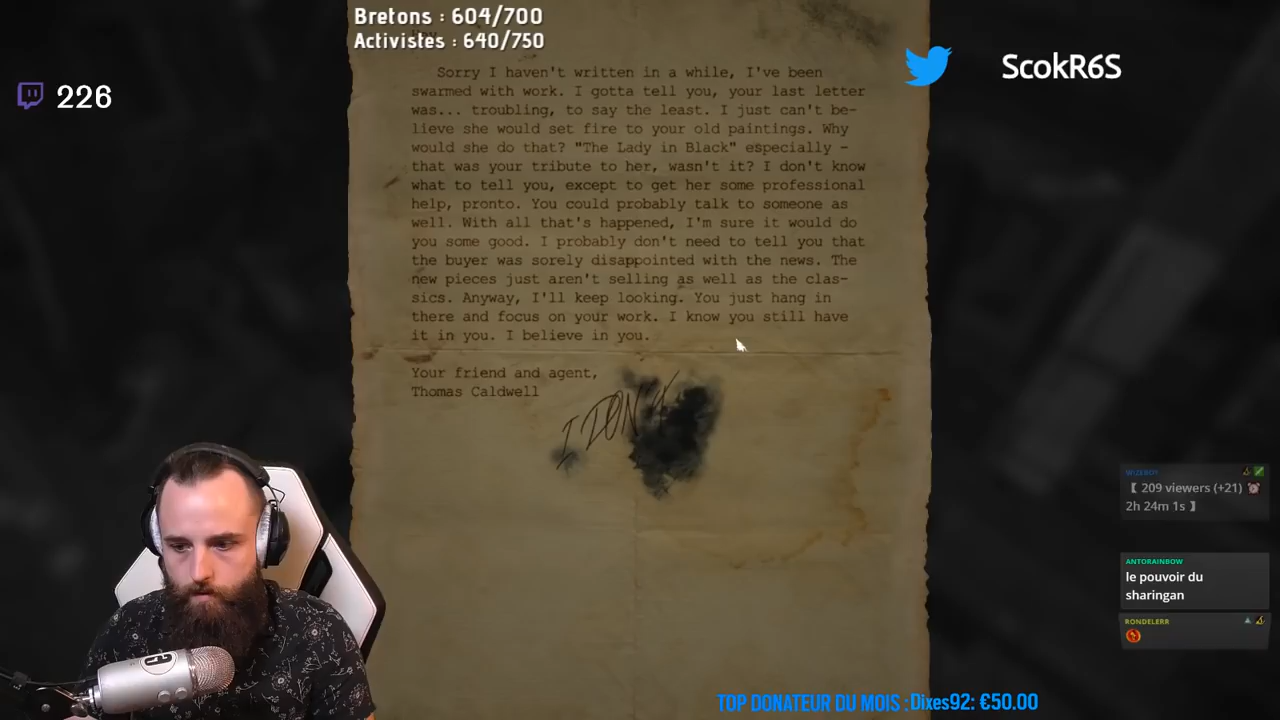 Bretons : 604/700
Activistes : 640/750
226
ScokR6S
Sorry I haven't written in a while, I've been
swarmed with work. I gotta tell you, your last letter
was... troubling, to say the least. I just can't be-
lieve she would set fire to your old paintings. Why
would she do that? "The Lady in Black" especially -
that was your tribute to her, wasn't it? I don't know
what to tell you, except to get her some professional
help, pronto. You could probably talk to someone as
well. With all that's happened, I'm sure it would do
you some good. I probably don't need to tell you that
the buyer was sorely disappointed with the news. The
new pieces just aren't selling as well as the clas-
sics. Anyway, I'll keep looking. You just hang in
there and focus on your work. I know you still have
it in you. I believe in you.
Your friend and agent,
Thomas Caldwell
I DON'T
WIZEBOT
【 209 viewers (+21)
2h 24m 1s 】
ANTORAINBOW
le pouvoir du
sharingan
RONDELERR
TOP DONATEUR DU MOIS : Dixes92: €50.00